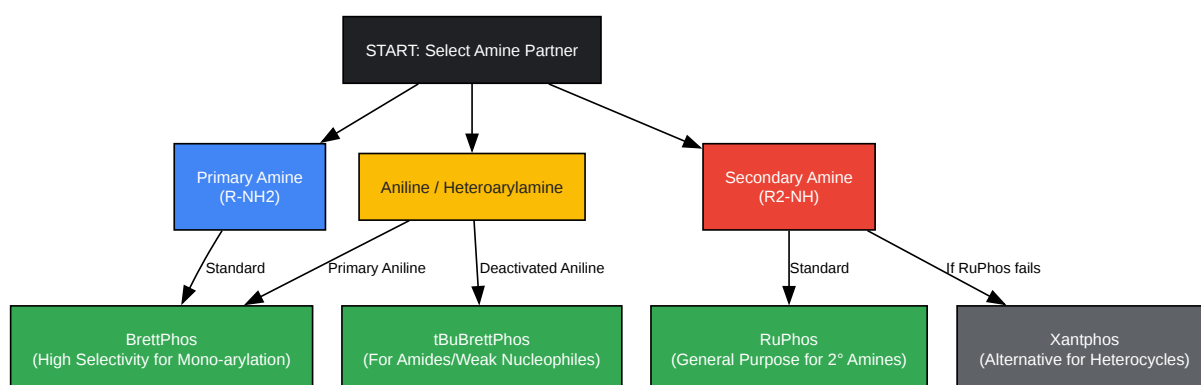 START: Select Amine Partner
Primary Amine
(R-NH2)
Aniline / Heteroarylamine
Secondary Amine
(R2-NH)
Standard
Primary Aniline
Deactivated Aniline
Standard
If RuPhos fails
BrettPhos
(High Selectivity for Mono-arylation)
tBuBrettPhos
(For Amides/Weak Nucleophiles)
RuPhos
(General Purpose for 2° Amines)
Xantphos
(Alternative for Heterocycles)